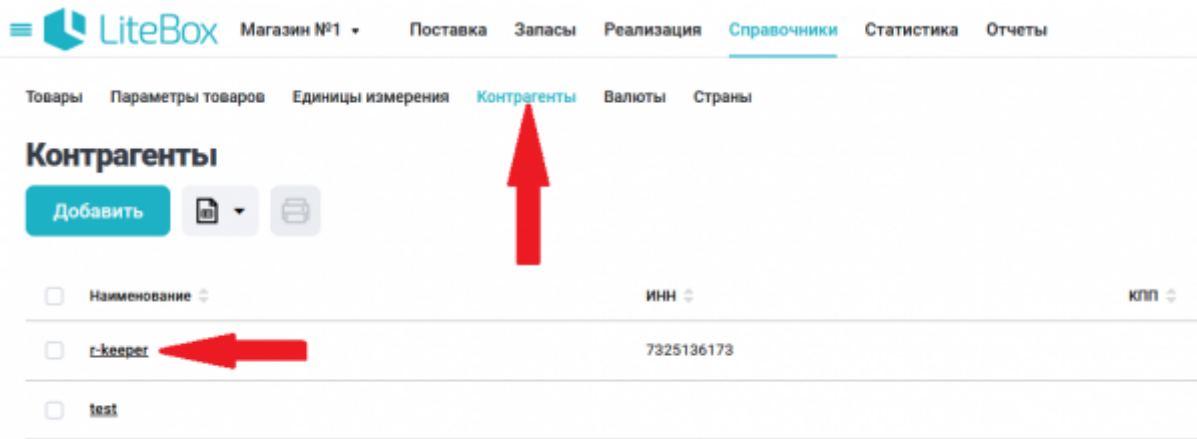 LiteBox Магазин №1 Поставка Запасы Реализация Справочники Статистика Отчеты
Товары Параметры товаров Единицы измерения Контрагенты Валюты Страны
Контрагенты
Добавить
Наименование ИНН КПП
r-keeper 7325136173
test